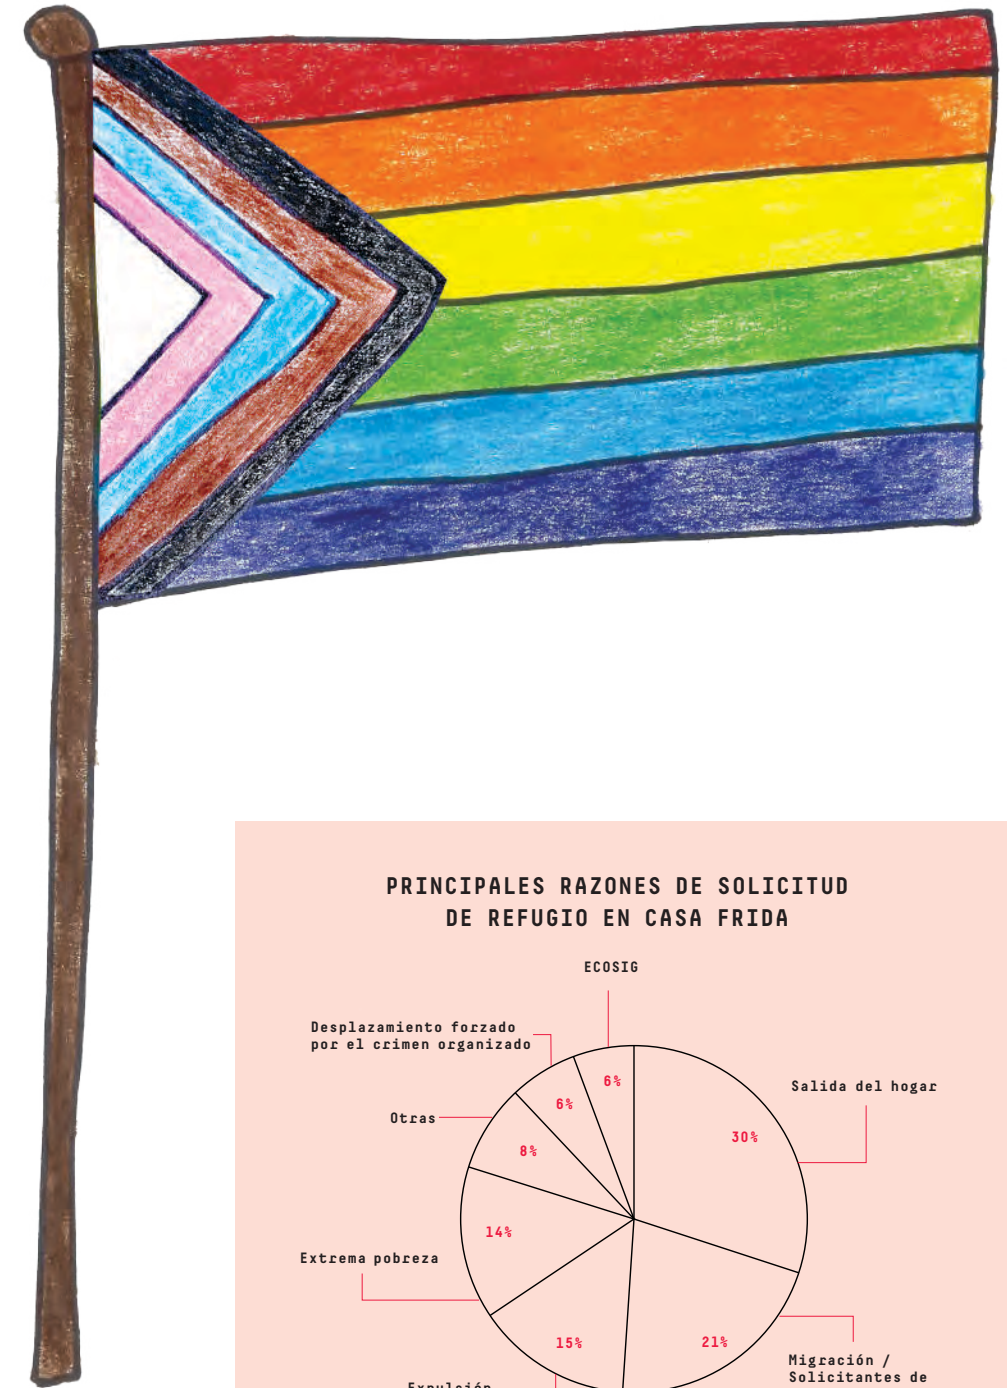 PRINCIPALES RAZONES DE SOLICITUD
DE REFUGIO EN CASA FRIDA
ECOSIG
Desplazamiento forzado
por el crimen organizado
6%
Salida del hogar
6%
Otras
30%
8%
14%
Extrema pobreza
15%
21%
Migración /
Solicitantes de
Expulsión